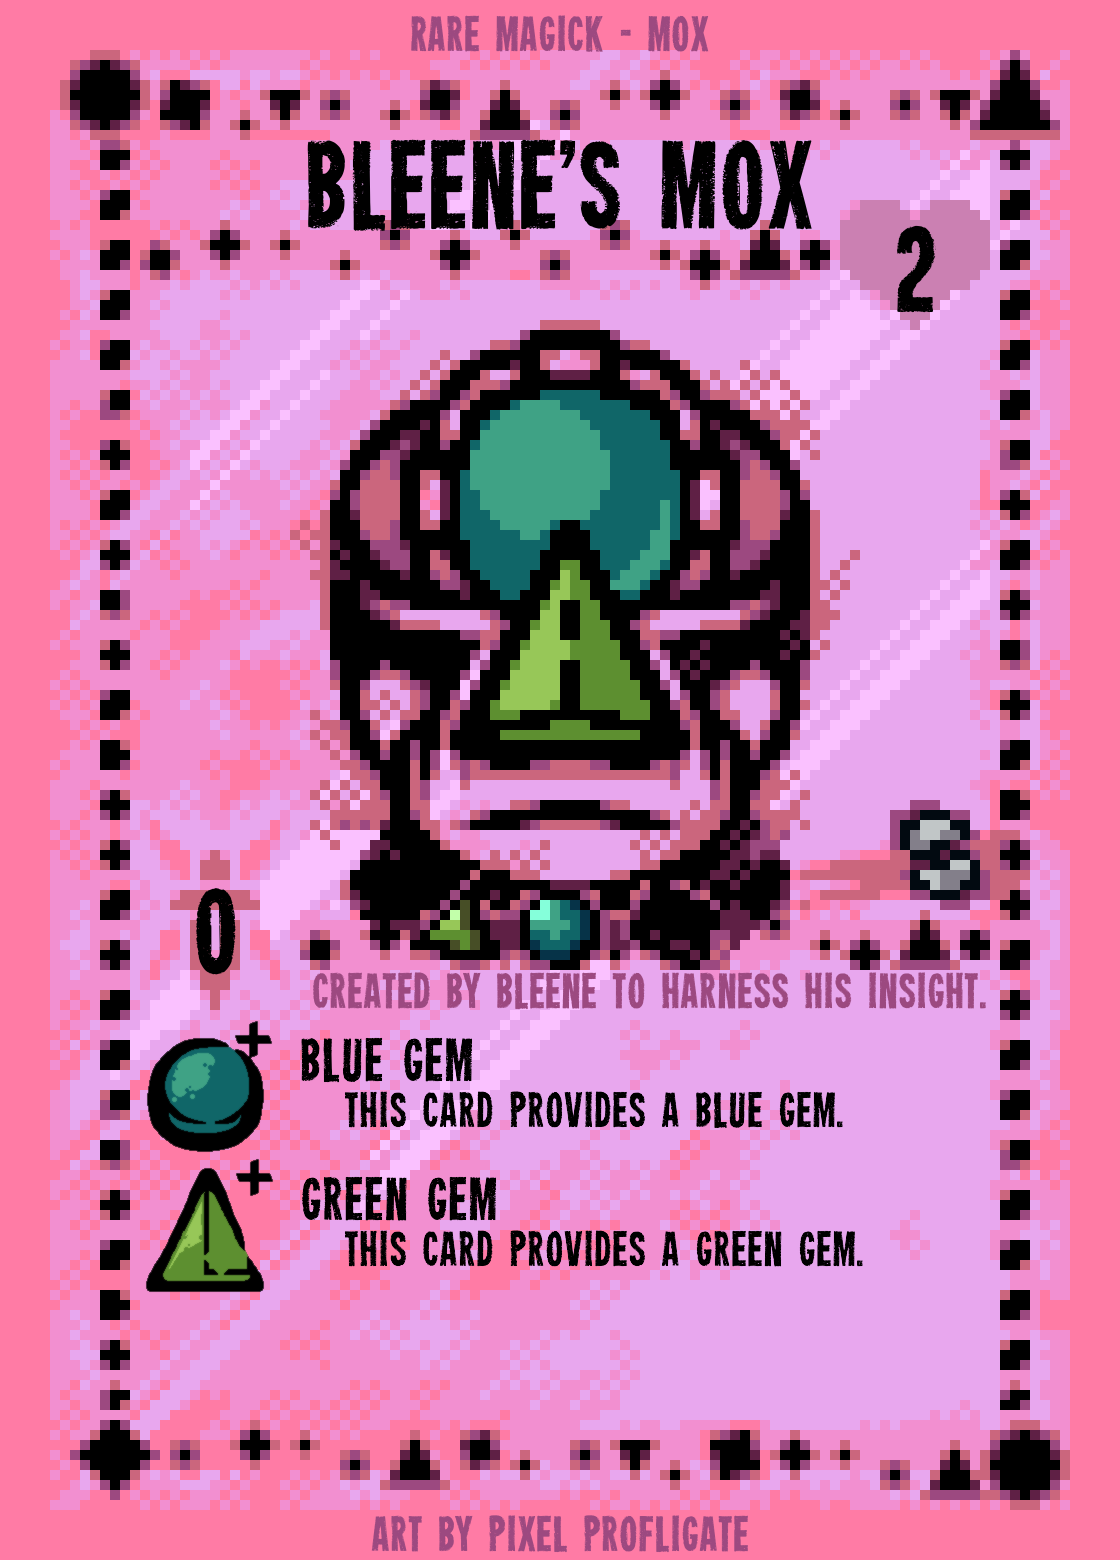 RARE MAGICK - MOX
BLEENE'S MOX
2
0
CREATED BY BLEENE TO HARNESS HIS INSIGHT.
BLUE GEM
THIS CARD PROVIDES A BLUE GEM.
GREEN GEM
THIS CARD PROVIDES A GREEN GEM.
ART BY PIXEL PROFLIGATE